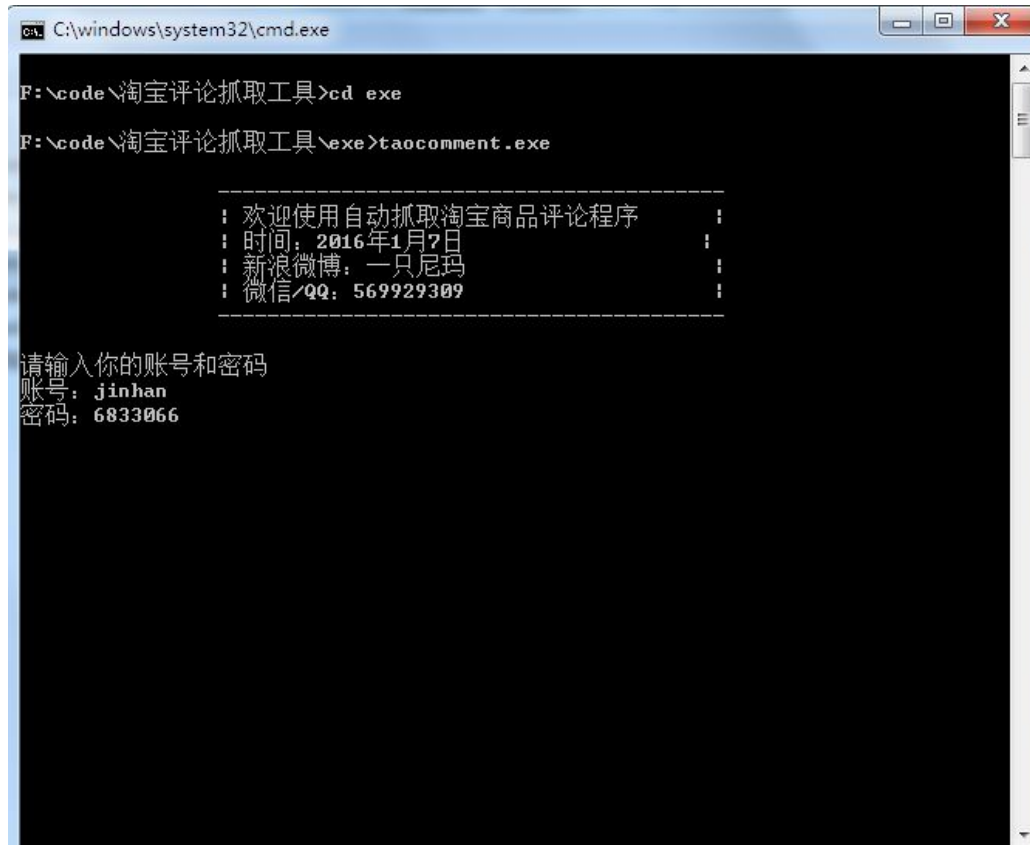 C:\windows\system32\cmd.exe
F:\code\淘宝评论抓取工具>cd exe
F:\code\淘宝评论抓取工具\exe>taocomment.exe
-----------------------------------------
¦ 欢迎使用自动抓取淘宝商品评论程序 ¦
¦ 时间：2016年1月7日 ¦
¦ 新浪微博：一只尼玛 ¦
¦ 微信/QQ：569929309 ¦
-----------------------------------------
请输入你的账号和密码
账号：jinhan
密码：6833066